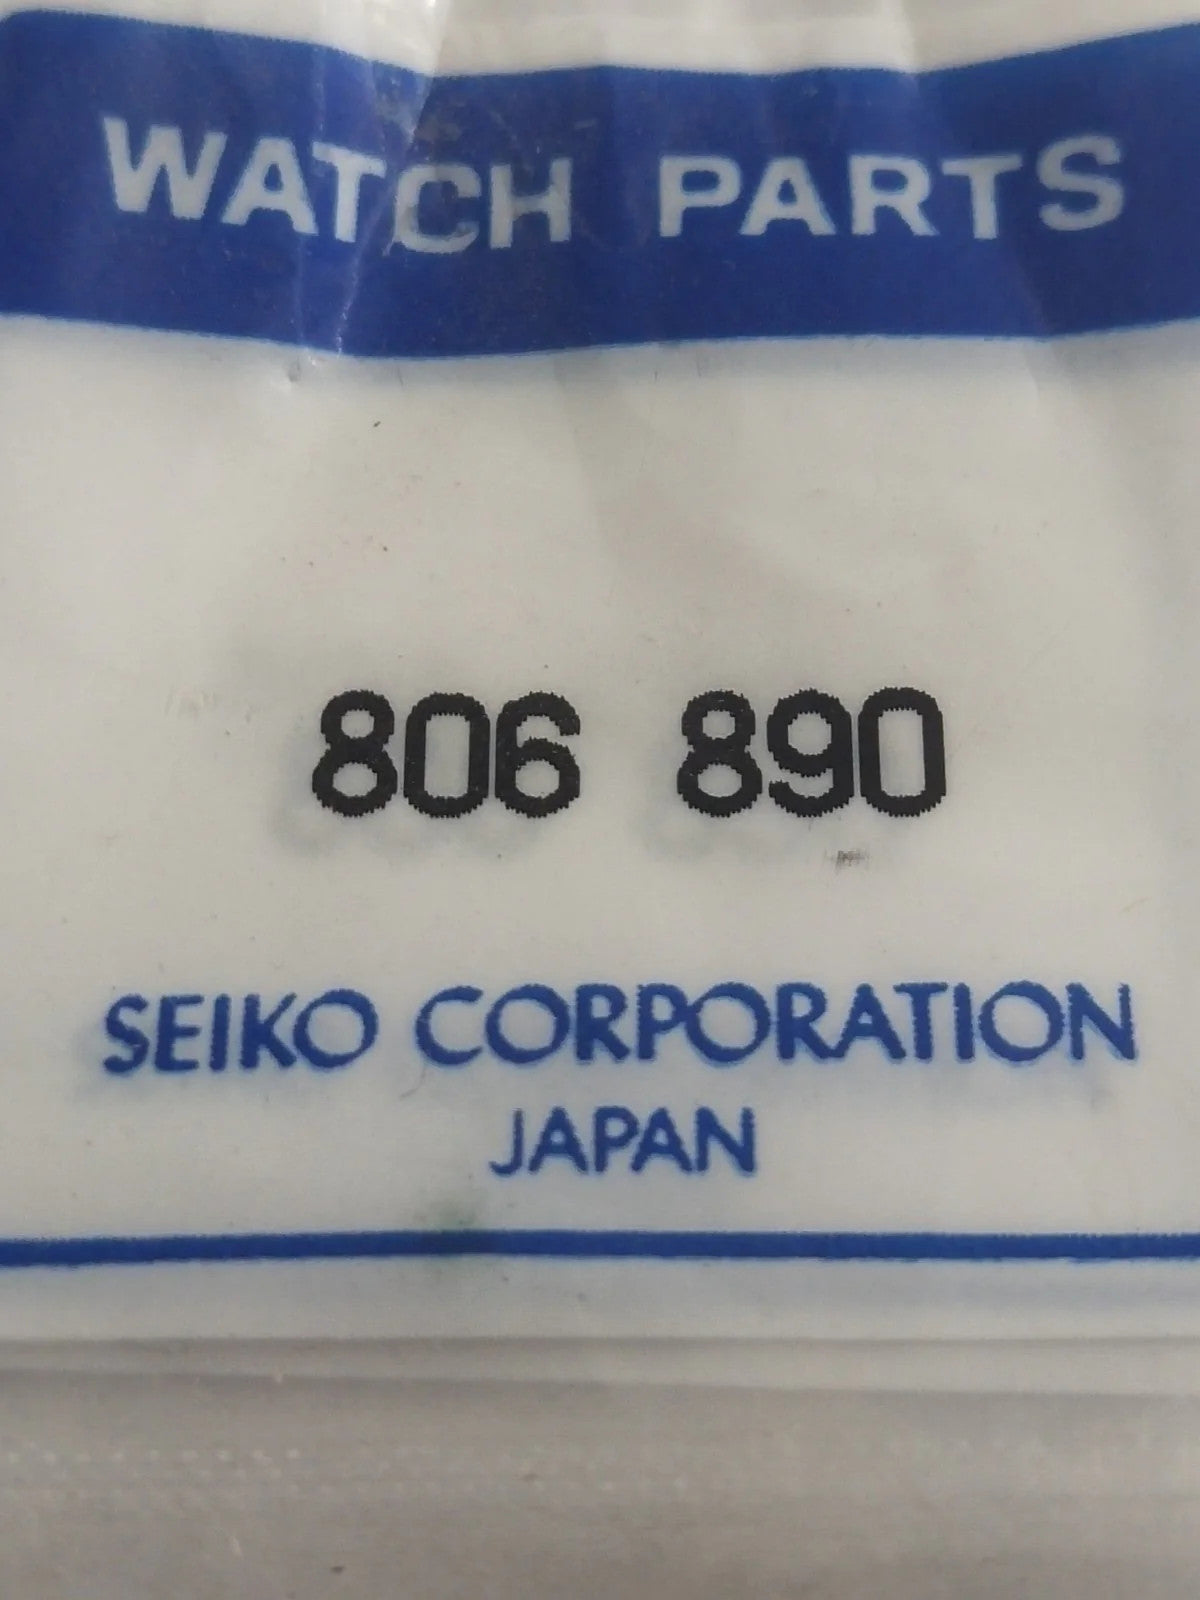 WATCH PARTS
806 890
SEIKO CORPORATION
JAPAN